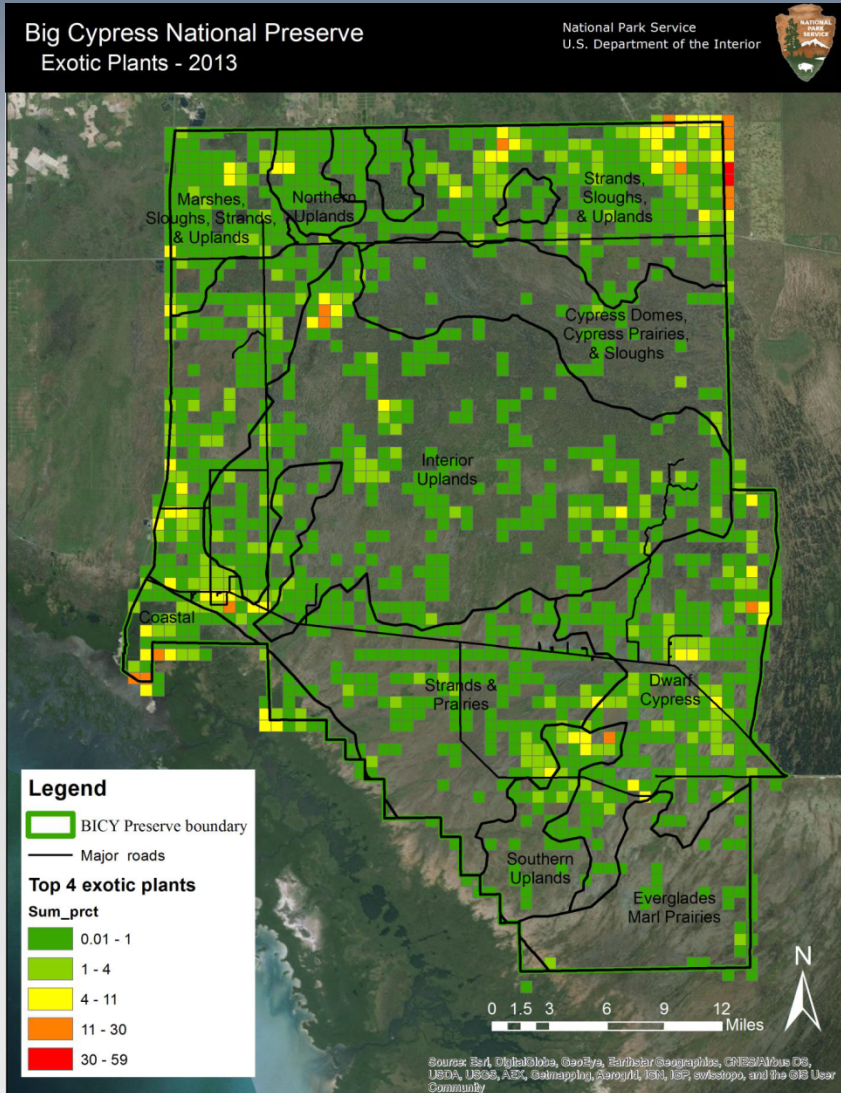 Big Cypress National Preserve
Exotic Plants - 2013
National Park Service
U.S. Department of the Interior
NATIONAL
PARK
SERVICE
Marshes,
Sloughs, Strands,
& Uplands
Northern
Uplands
Strands,
Sloughs,
& Uplands
Cypress Domes,
Cypress Prairies,
& Sloughs
Interior
Uplands
Coastal
Strands &
Prairies
Dwarf
Cypress
Southern
Uplands
Everglades
Marl Prairies
Legend
BICY Preserve boundary
Major roads
Top 4 exotic plants
Sum_prct
0.01 - 1
1 - 4
4 - 11
11 - 30
30 - 59
N
0 1.5 3 6 9 12
Miles
Source: Esri, DigitalGlobe, GeoEye, Earthstar Geographics, CNES/Airbus DS,
USDA, USGS, AEX, Getmapping, Aerogrid, IGN, IGP, swisstopo, and the GIS User
Community